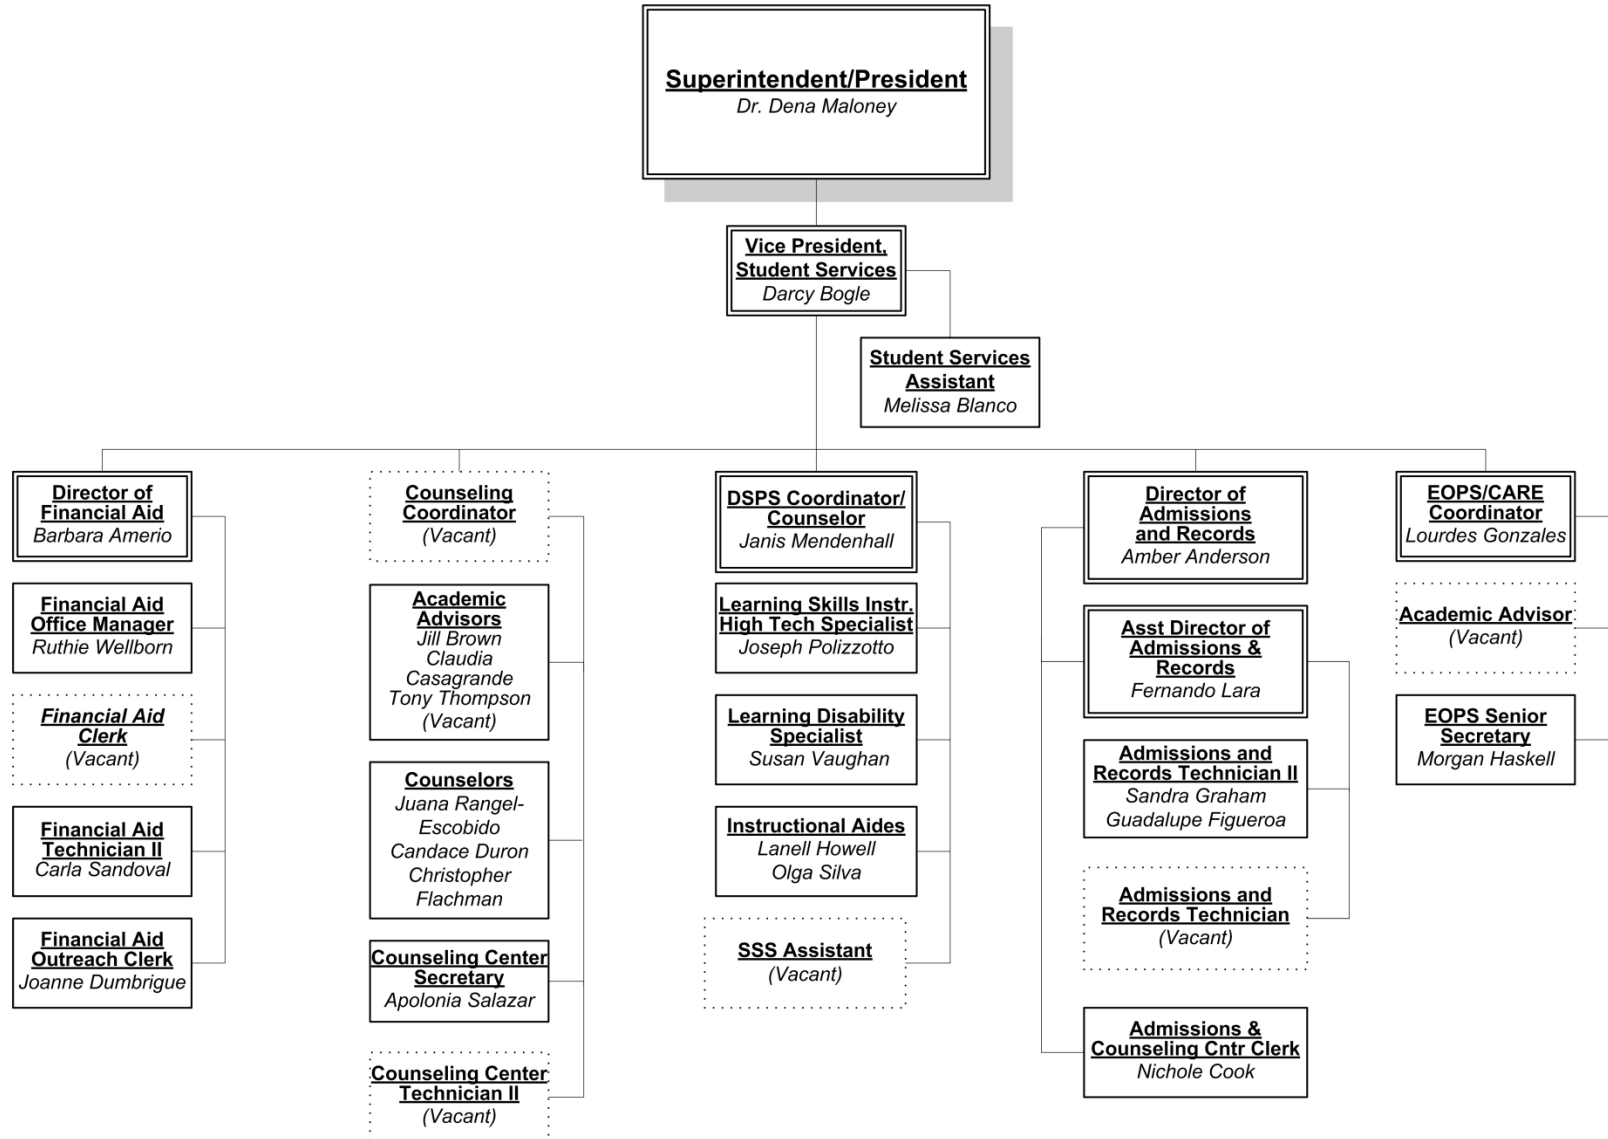 Superintendent/President
Dr. Dena Maloney
Vice President,
Student Services
Darcy Bogle
Student Services
Assistant
Melissa Blanco
Director of
Financial Aid
Barbara Amerio
Financial Aid
Office Manager
Ruthie Wellborn
Financial Aid
Clerk
(Vacant)
Financial Aid
Technician II
Carla Sandoval
Financial Aid
Outreach Clerk
Joanne Dumbrigue
Counseling
Coordinator
(Vacant)
Academic
Advisors
Jill Brown
Claudia
Casagrande
Tony Thompson
(Vacant)
Counselors
Juana Rangel-
Escobido
Candace Duron
Christopher
Flachman
Counseling Center
Secretary
Apolonia Salazar
Counseling Center
Technician II
(Vacant)
DSPS Coordinator/
Counselor
Janis Mendenhall
Learning Skills Instr.
High Tech Specialist
Joseph Polizzotto
Learning Disability
Specialist
Susan Vaughan
Instructional Aides
Lanell Howell
Olga Silva
SSS Assistant
(Vacant)
Director of
Admissions
and Records
Amber Anderson
Asst Director of
Admissions &
Records
Fernando Lara
Admissions and
Records Technician II
Sandra Graham
Guadalupe Figueroa
Admissions and
Records Technician
(Vacant)
Admissions &
Counseling Cntr Clerk
Nichole Cook
EOPS/CARE
Coordinator
Lourdes Gonzales
Academic Advisor
(Vacant)
EOPS Senior
Secretary
Morgan Haskell